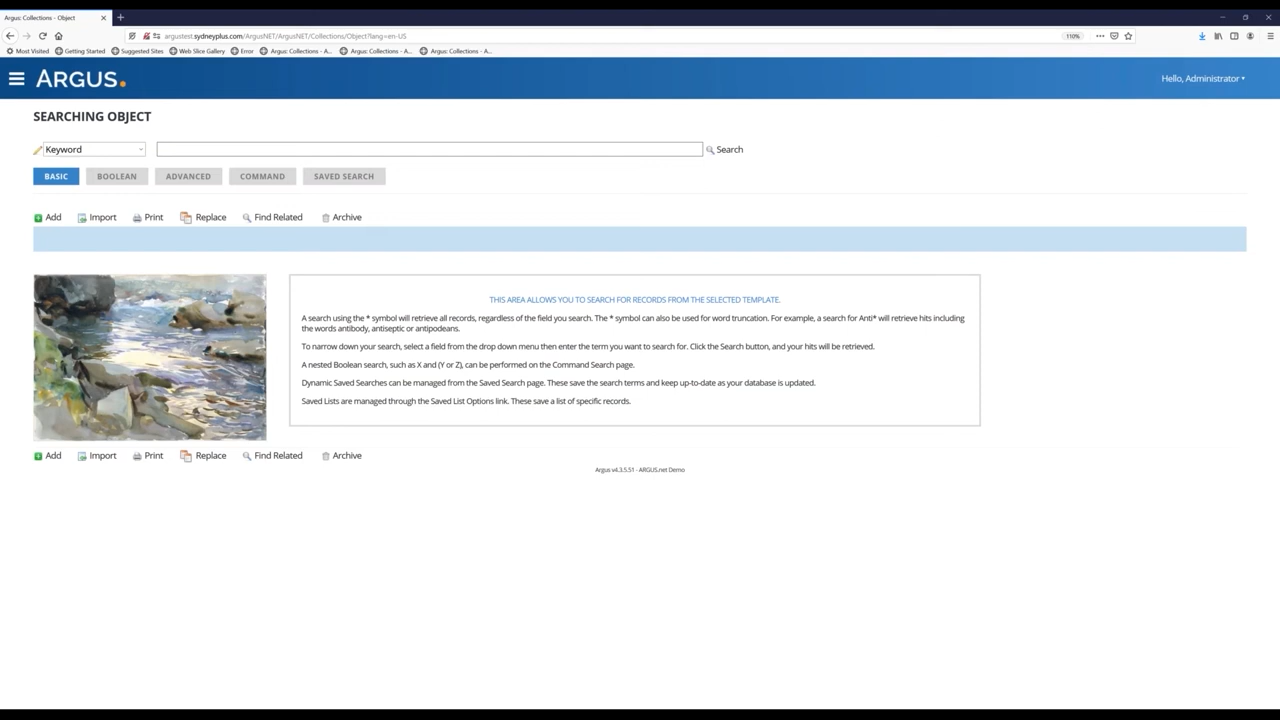 Argus: Collections - Object
argustest.sydneyplus.com/ArgusNET/ArgusNET/Collections/Object?lang=en-US
110%
Most Visited Getting Started Suggested Sites Web Slice Gallery Error Argus: Collections - A... Argus: Collections - A... Argus: Collections - A...
ARGUS.
Hello, Administrator
SEARCHING OBJECT
Keyword
Search
BASIC BOOLEAN ADVANCED COMMAND SAVED SEARCH
Add Import Print Replace Find Related Archive
THIS AREA ALLOWS YOU TO SEARCH FOR RECORDS FROM THE SELECTED TEMPLATE.
A search using the * symbol will retrieve all records, regardless of the field you search. The * symbol can also be used for word truncation. For example, a search for Anti* will retrieve hits including
the words antibody, antiseptic or antipodeans.
To narrow down your search, select a field from the drop down menu then enter the term you want to search for. Click the Search button, and your hits will be retrieved.
A nested Boolean search, such as X and (Y or Z), can be performed on the Command Search page.
Dynamic Saved Searches can be managed from the Saved Search page. These save the search terms and keep up-to-date as your database is updated.
Saved Lists are managed through the Saved List Options link. These save a list of specific records.
Add Import Print Replace Find Related Archive
Argus v4.3.5.51 - ARGUS.net Demo